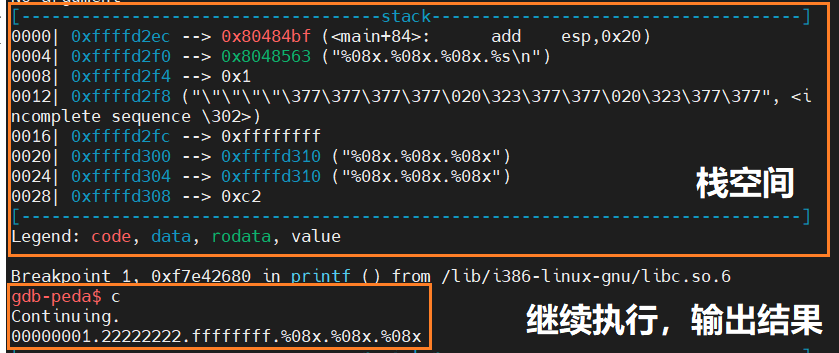 No argument
[------------------------------------stack-------------------------------------]
0000| 0xffffd2ec --> 0x80484bf (<main+84>:      add    esp,0x20)
0004| 0xffffd2f0 --> 0x8048563 ("%08x.%08x.%08x.%s\n")
0008| 0xffffd2f4 --> 0x1
0012| 0xffffd2f8 ("\"\"\"\"\377\377\377\377\020\323\377\377\020\323\377\377", <i
ncomplete sequence \302>)
0016| 0xffffd2fc --> 0xffffffff
0020| 0xffffd300 --> 0xffffd310 ("%08x.%08x.%08x")
0024| 0xffffd304 --> 0xffffd310 ("%08x.%08x.%08x")
0028| 0xffffd308 --> 0xc2
栈空间
[------------------------------------------------------------------------------]
Legend: code, data, rodata, value
Breakpoint 1, 0xf7e42680 in printf () from /lib/i386-linux-gnu/libc.so.6
gdb-peda$ c
Continuing.
00000001.22222222.ffffffff.%08x.%08x.%08x
继续执行，输出结果